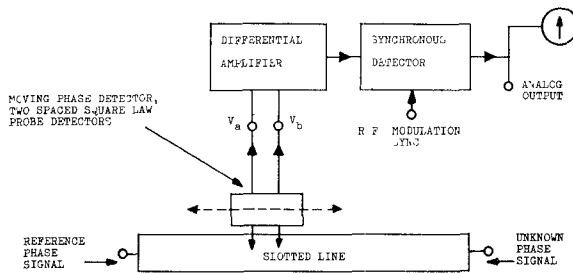 DIFFERENTIAL
AMPLIFIER
SYNCHRONOUS
DETECTOR
ANALOG
OUTPUT
MOVING PHASE DETECTOR,
TWO SPACED SQUARE LAW
PROBE DETECTORS
Va
Vb
R F MODULATION
SYNC
REFERENCE
PHASE
SIGNAL
SLOTTED LINE
UNKNOWN
PHASE
SIGNAL